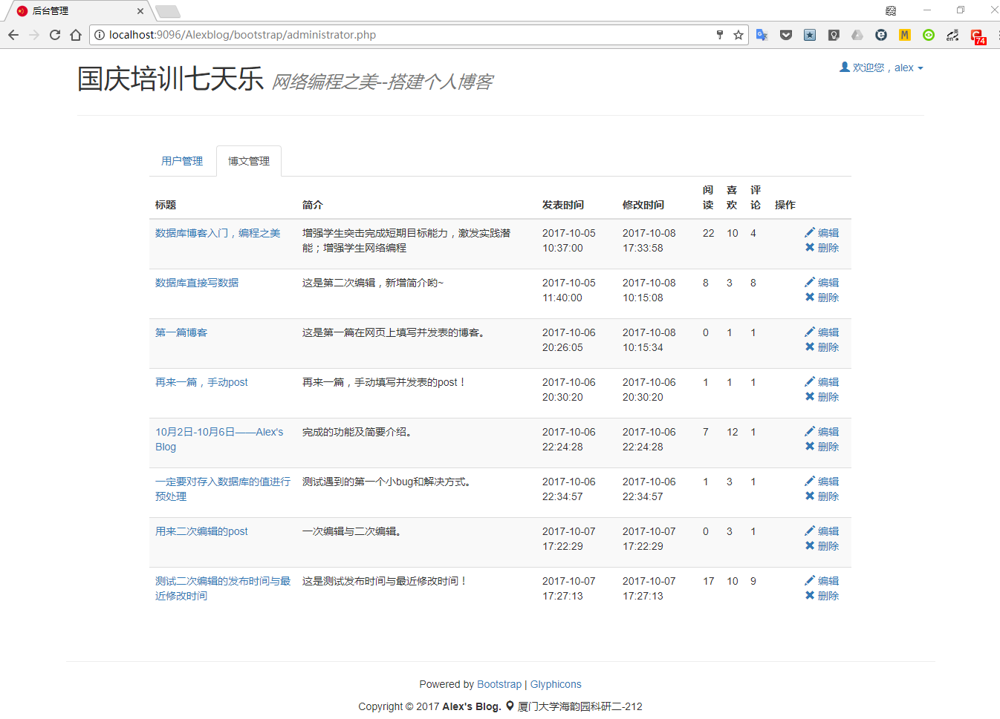 后台管理
localhost:9096/Alexblog/bootstrap/administrator.php
74
国庆培训七天乐 网络编程之美--搭建个人博客
欢迎您，alex
用户管理 博文管理
标题 简介 发表时间 修改时间 阅读 喜欢 评论 操作
数据库博客入门，编程之美 增强学生突击完成短期目标能力，激发实践潜 2017-10-05 2017-10-08 22 10 4 编辑
能；增强学生网络编程 10:37:00 17:33:58 删除
数据库直接写数据 这是第二次编辑，新增简介哟~ 2017-10-05 2017-10-08 8 3 8 编辑
11:40:00 10:15:08 删除
第一篇博客 这是第一篇在网页上填写并发表的博客。 2017-10-06 2017-10-08 0 1 1 编辑
20:26:05 10:15:34 删除
再来一篇，手动post 再来一篇，手动填写并发表的post！ 2017-10-06 2017-10-06 1 1 1 编辑
20:30:20 20:30:20 删除
10月2日-10月6日——Alex's 完成的功能及简要介绍。 2017-10-06 2017-10-06 7 12 1 编辑
Blog 22:24:28 22:24:28 删除
一定要对存入数据库的值进行 测试遇到的第一个小bug和解决方式。 2017-10-06 2017-10-06 1 3 1 编辑
预处理 22:34:57 22:34:57 删除
用来二次编辑的post 一次编辑与二次编辑。 2017-10-07 2017-10-07 0 3 1 编辑
17:22:29 17:22:29 删除
测试二次编辑的发布时间与最 这是测试发布时间与最近修改时间！ 2017-10-07 2017-10-07 17 10 9 编辑
近修改时间 17:27:13 17:27:13 删除
Powered by Bootstrap | Glyphicons
Copyright © 2017 Alex's Blog. 厦门大学海韵园科研二-212